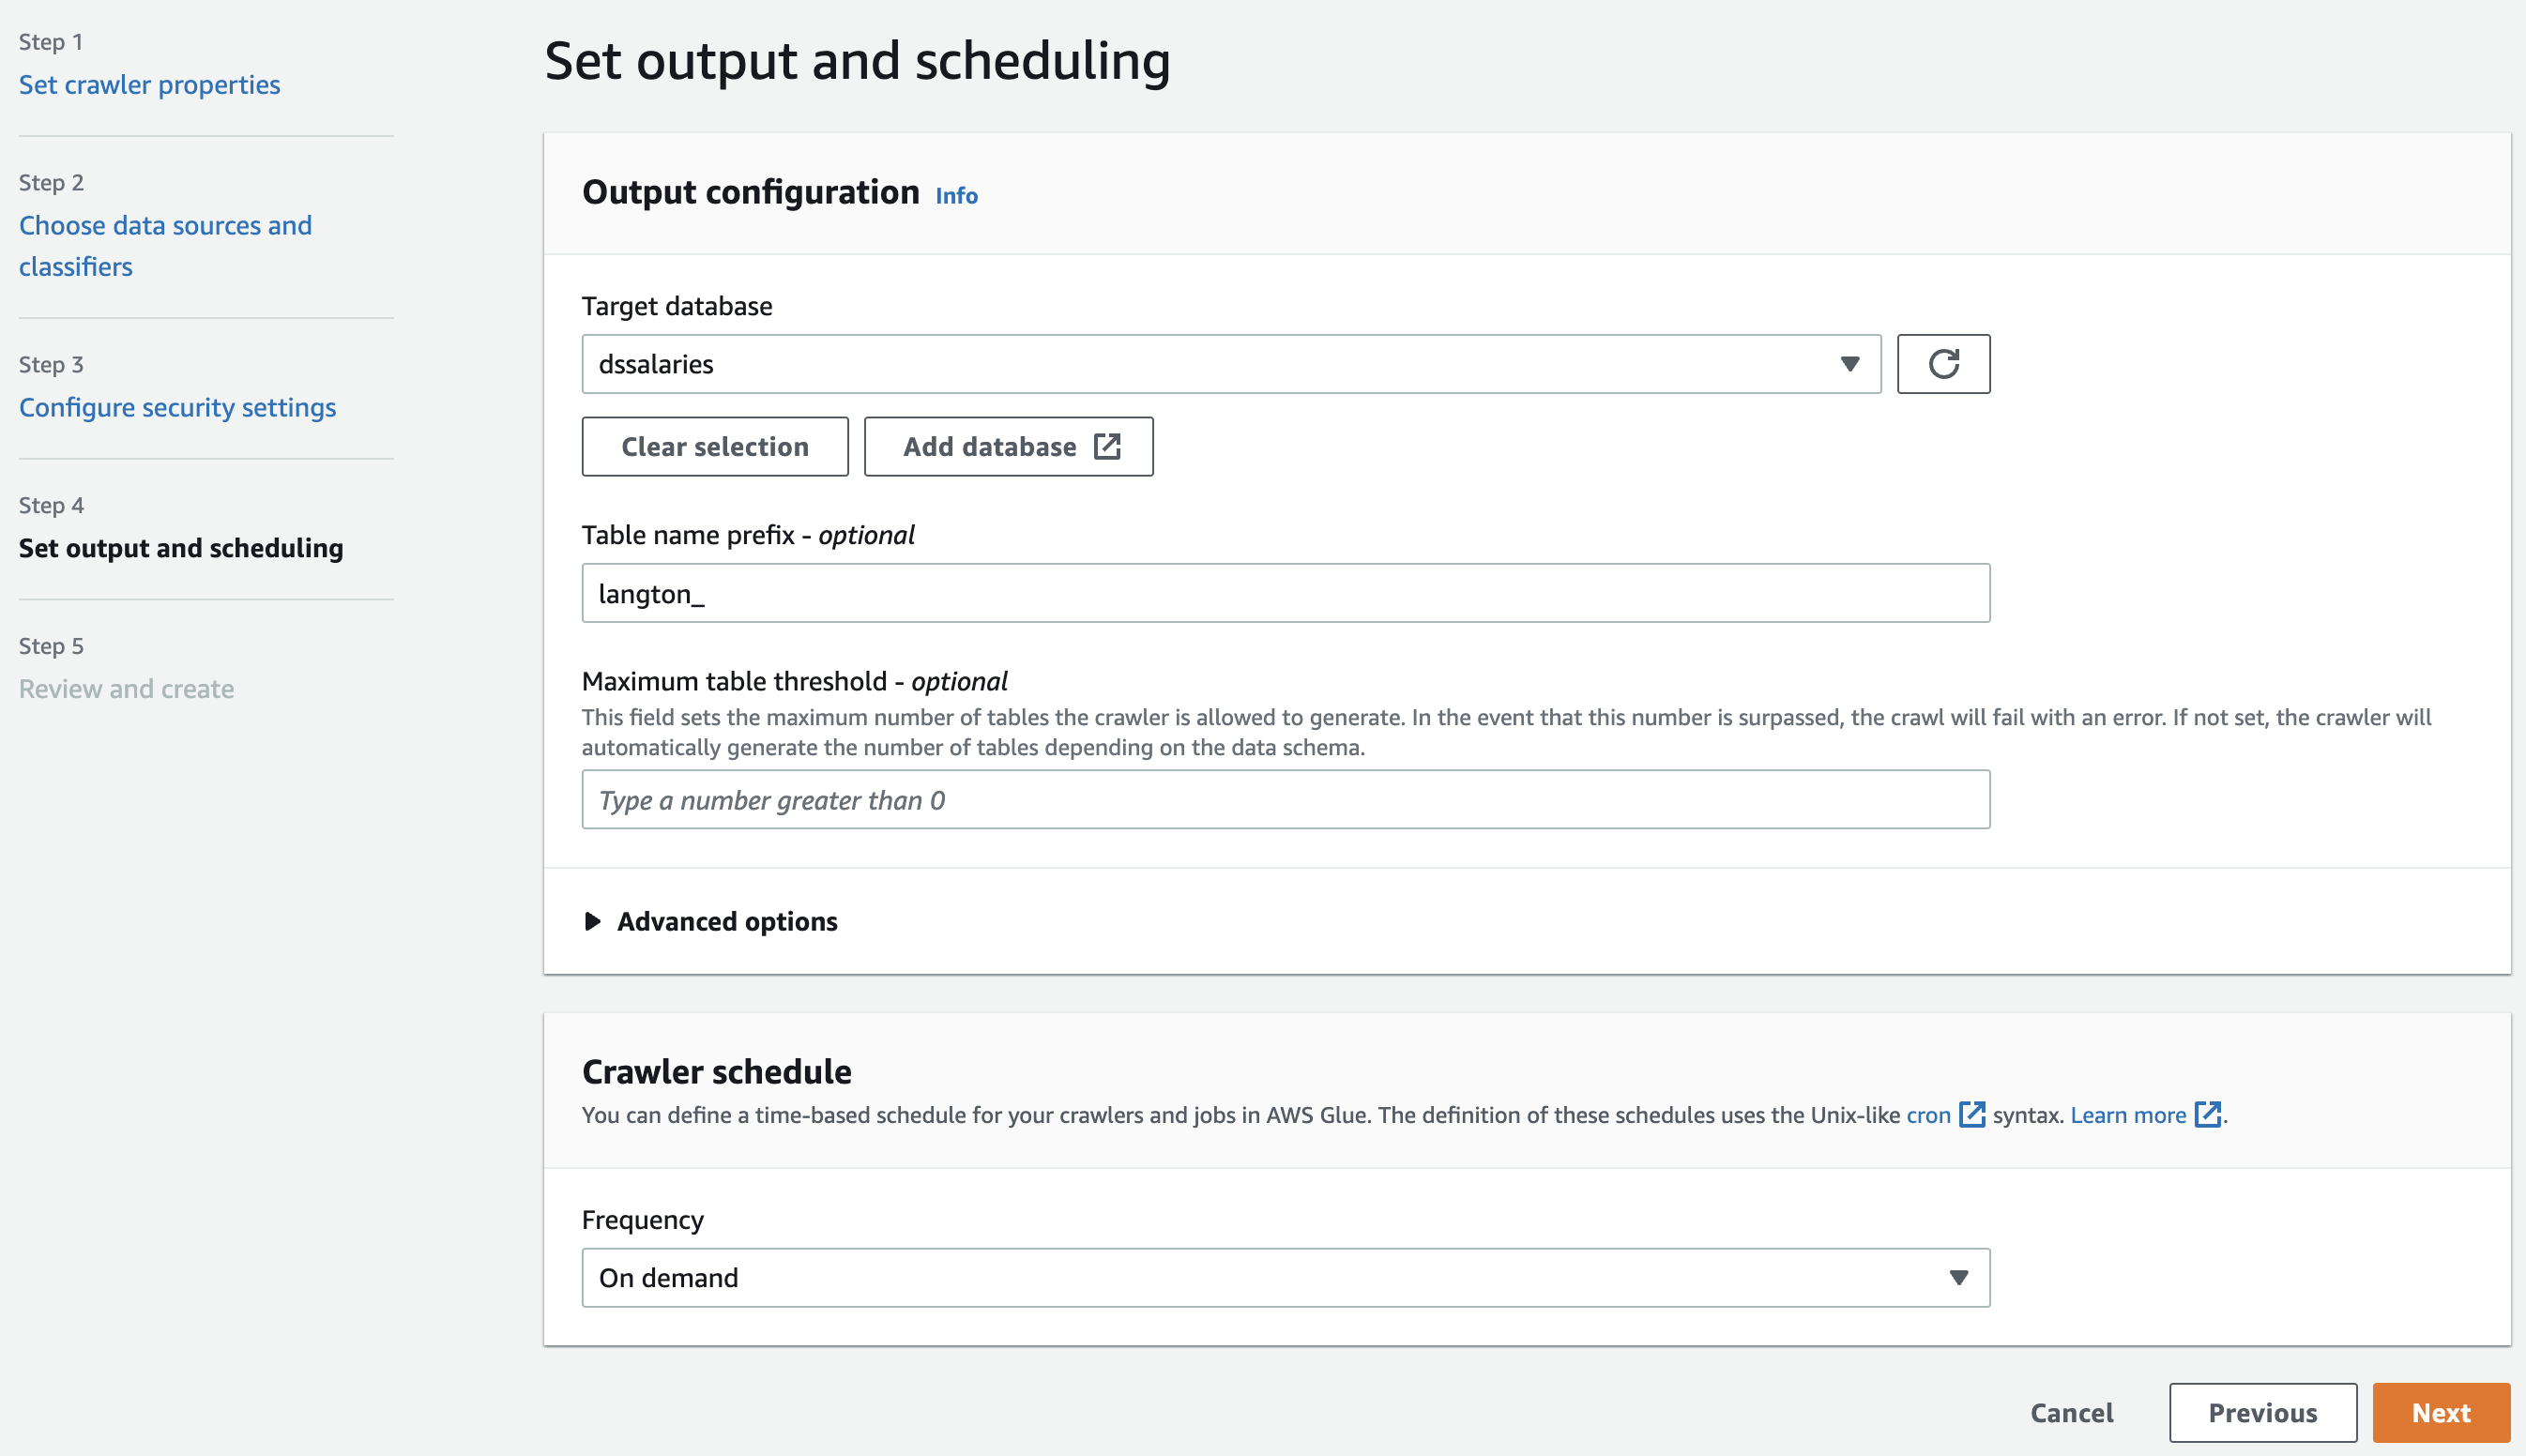 Step 1
Set crawler properties
Step 2
Choose data sources and
classifiers
Step 3
Configure security settings
Step 4
Set output and scheduling
Step 5
Review and create
Set output and scheduling
Output configuration Info
Target database
dssalaries
Clear selection
Add database
Table name prefix - optional
langton_
Maximum table threshold - optional
This field sets the maximum number of tables the crawler is allowed to generate. In the event that this number is surpassed, the crawl will fail with an error. If not set, the crawler will
automatically generate the number of tables depending on the data schema.
Type a number greater than 0
Advanced options
Crawler schedule
You can define a time-based schedule for your crawlers and jobs in AWS Glue. The definition of these schedules uses the Unix-like cron syntax. Learn more.
Frequency
On demand
Cancel
Previous
Next